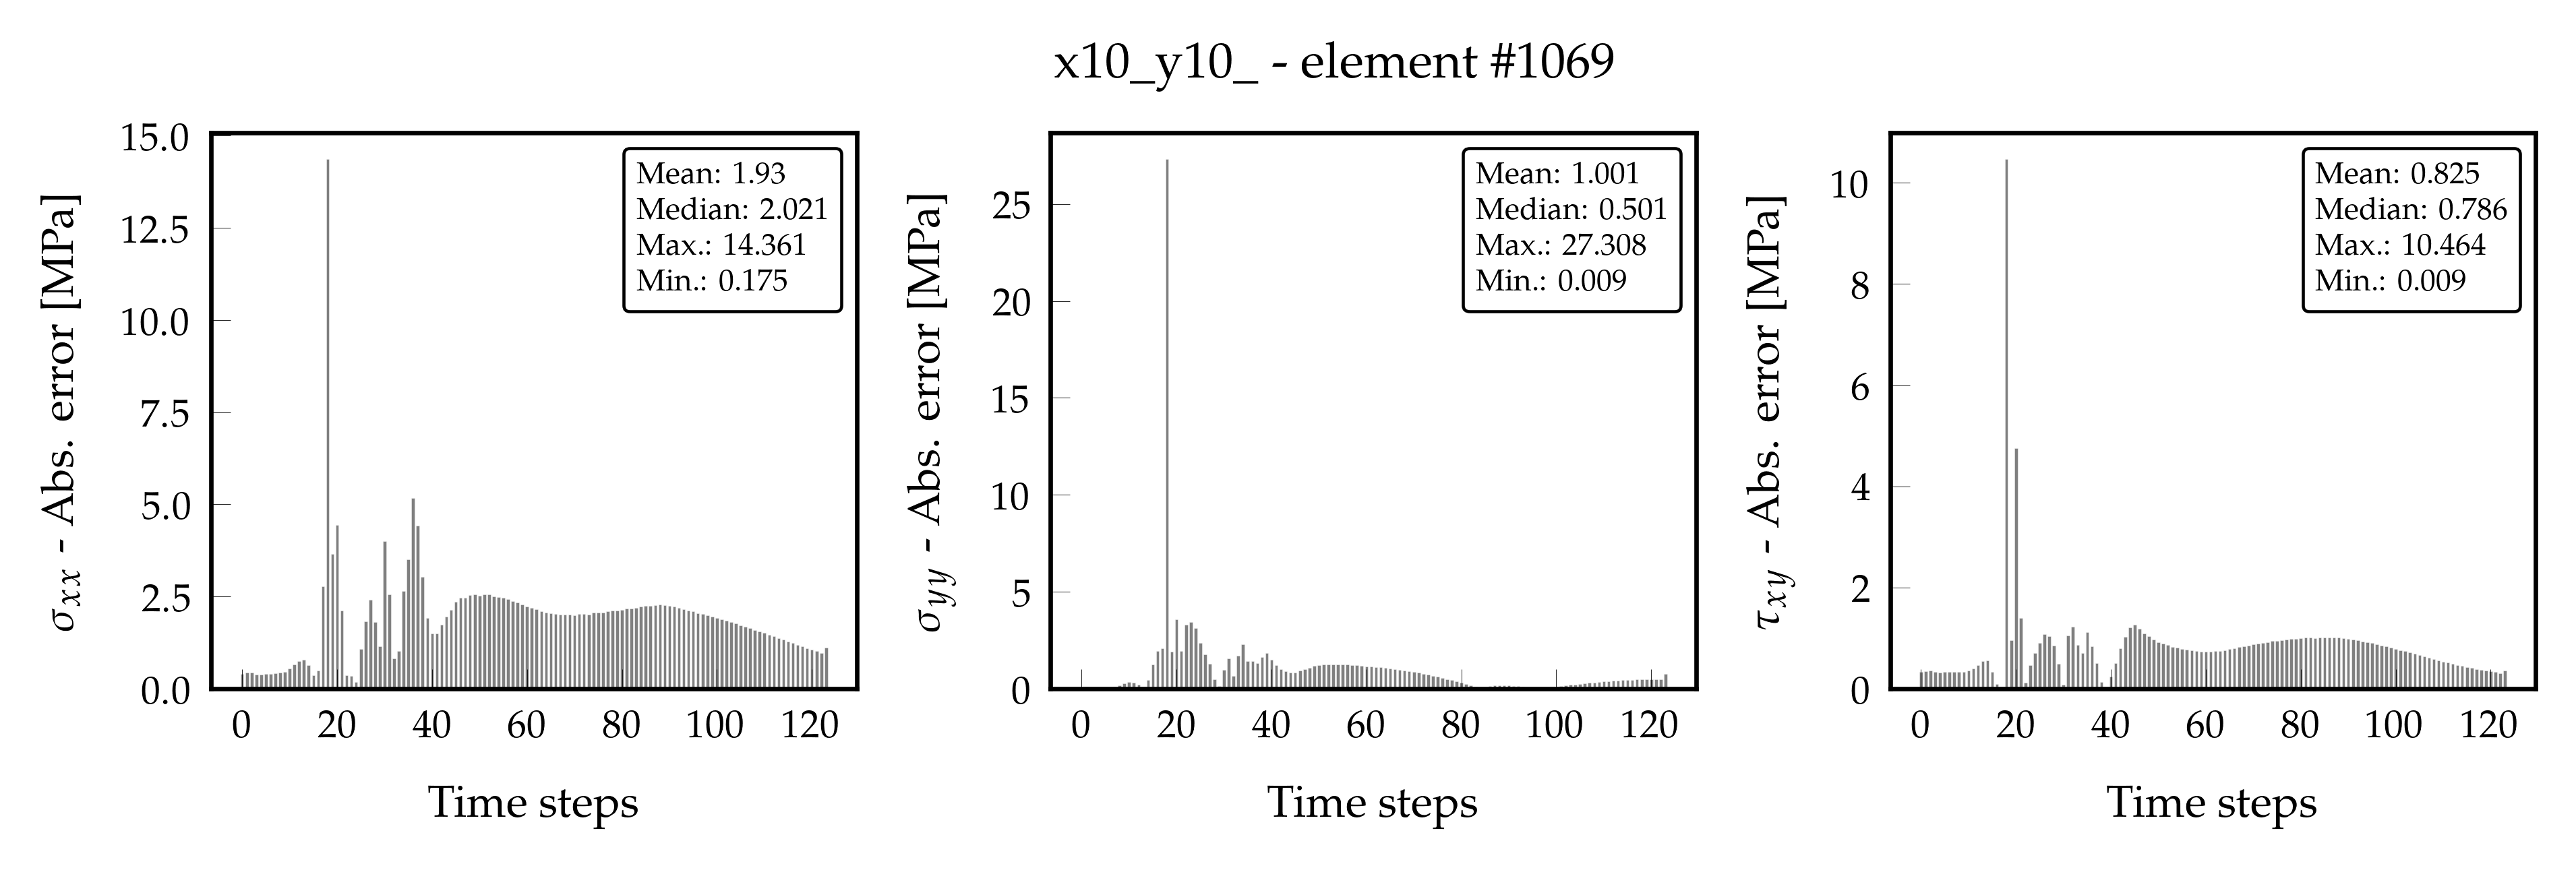 x10_y10_ - element #1069
σxx - Abs. error [MPa]
15.0
12.5
10.0
7.5
5.0
2.5
0.0
0 20 40 60 80 100 120
Time steps
Mean: 1.93
Median: 2.021
Max.: 14.361
Min.: 0.175
σyy - Abs. error [MPa]
25
20
15
10
5
0
0 20 40 60 80 100 120
Time steps
Mean: 1.001
Median: 0.501
Max.: 27.308
Min.: 0.009
τxy - Abs. error [MPa]
10
8
6
4
2
0
0 20 40 60 80 100 120
Time steps
Mean: 0.825
Median: 0.786
Max.: 10.464
Min.: 0.009